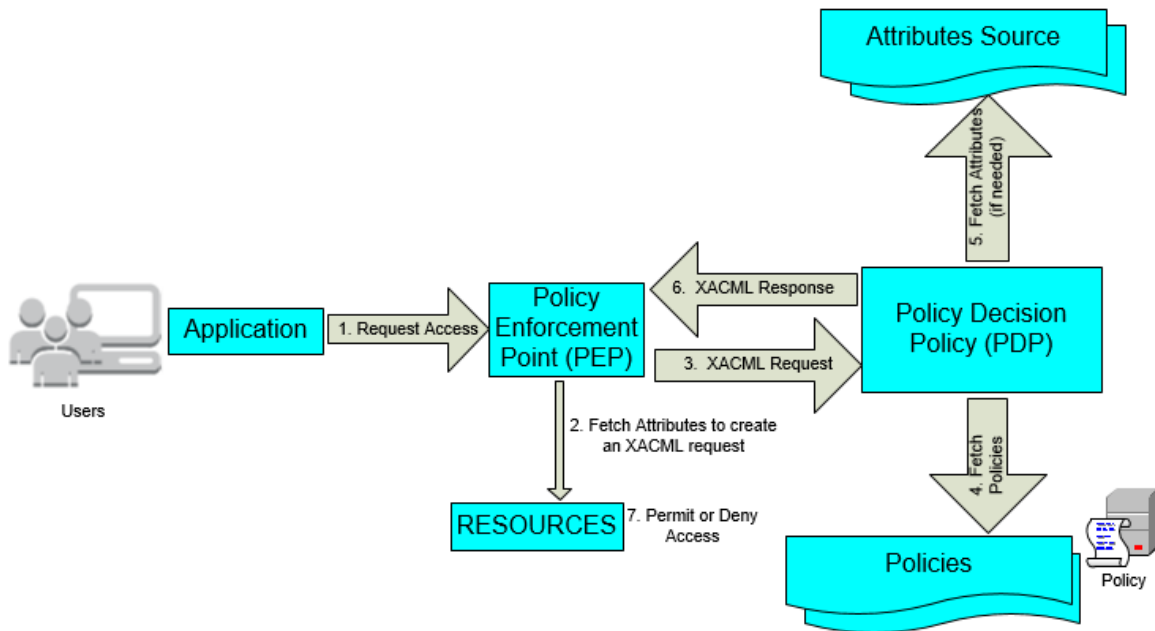 Attributes Source
5. Fetch Attributes
(if needed)
6. XACML Response
Policy
Enforcement
Point (PEP)
Policy Decision
Policy (PDP)
Application
1. Request Access
3. XACML Request
Users
2. Fetch Attributes to create
an XACML request
4. Fetch
Policies
RESOURCES
7. Permit or Deny
Access
Policies
Policy